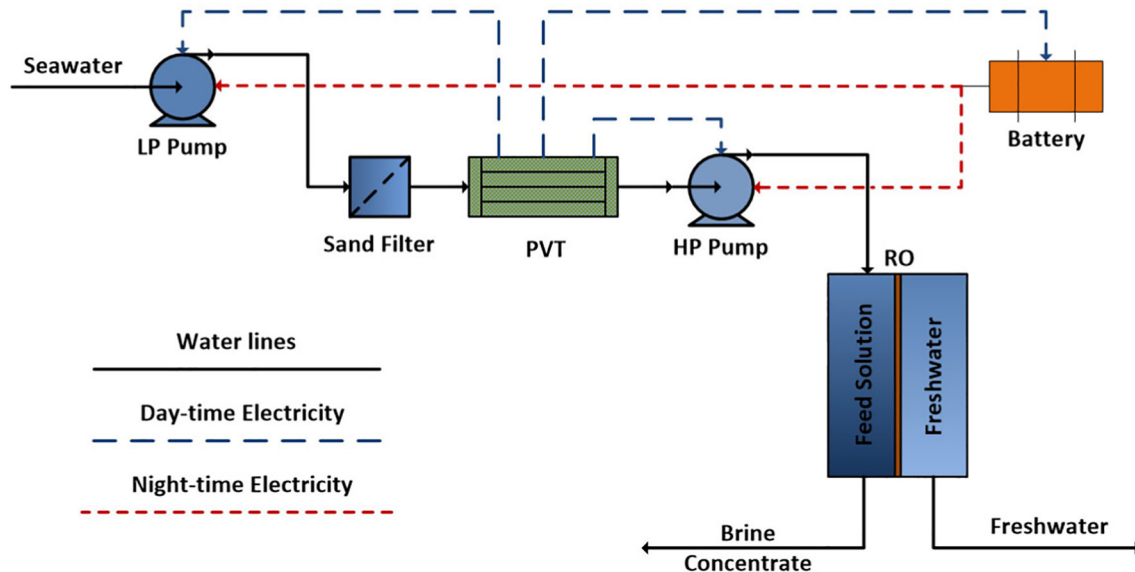 Seawater
LP Pump
Battery
Sand Filter
PVT
HP Pump
RO
Feed Solution
Freshwater
Water lines
Day-time Electricity
Night-time Electricity
Brine
Concentrate
Freshwater